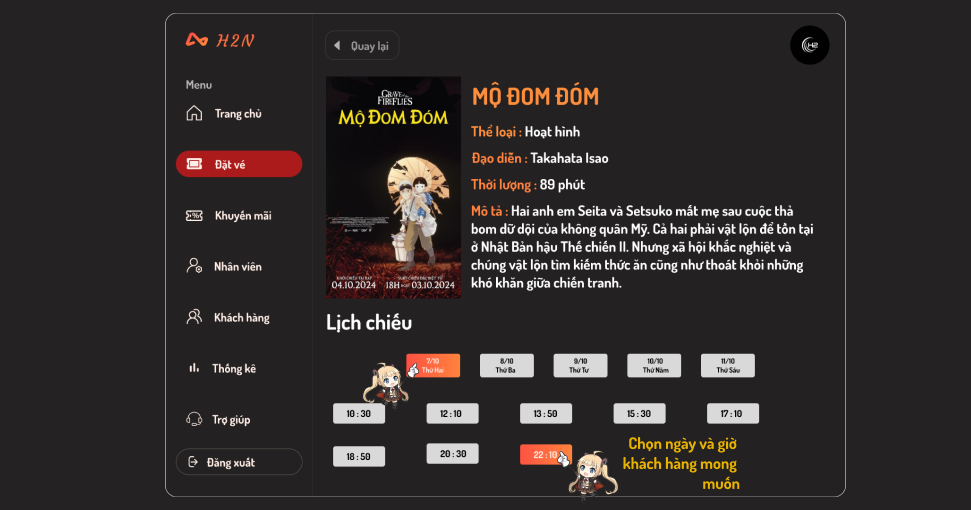 H2N
Quay lại
H2
Menu
Trang chủ
Đặt vé
Khuyến mãi
Nhân viên
Khách hàng
Thống kê
Trợ giúp
Đăng xuất
GRAVE OF THE
FIREFLIES
MỘ ĐOM ĐÓM
KHỞI CHIẾU TẠI RẠP
04.10.2024
SUẤT CHIẾU ĐẶC BIỆT TỪ
18H 03.10.2024
MỘ ĐOM ĐÓM
Thể loại : Hoạt hình
Đạo diễn : Takahata Isao
Thời lượng : 89 phút
Mô tả : Hai anh em Seita và Setsuko mất mẹ sau cuộc thả
bom dữ dội của không quân Mỹ. Cả hai phải vật lộn để tồn tại
ở Nhật Bản hậu Thế chiến II. Nhưng xã hội khắc nghiệt và
chúng vật lộn tìm kiếm thức ăn cũng như thoát khỏi những
khó khăn giữa chiến tranh.
Lịch chiếu
7/10
Thứ Hai
8/10
Thứ Ba
9/10
Thứ Tư
10/10
Thứ Năm
11/10
Thứ Sáu
10 : 30
12 : 10
13 : 50
15 : 30
17 : 10
18 : 50
20 : 30
22 : 10
Chọn ngày và giờ
khách hàng mong
muốn